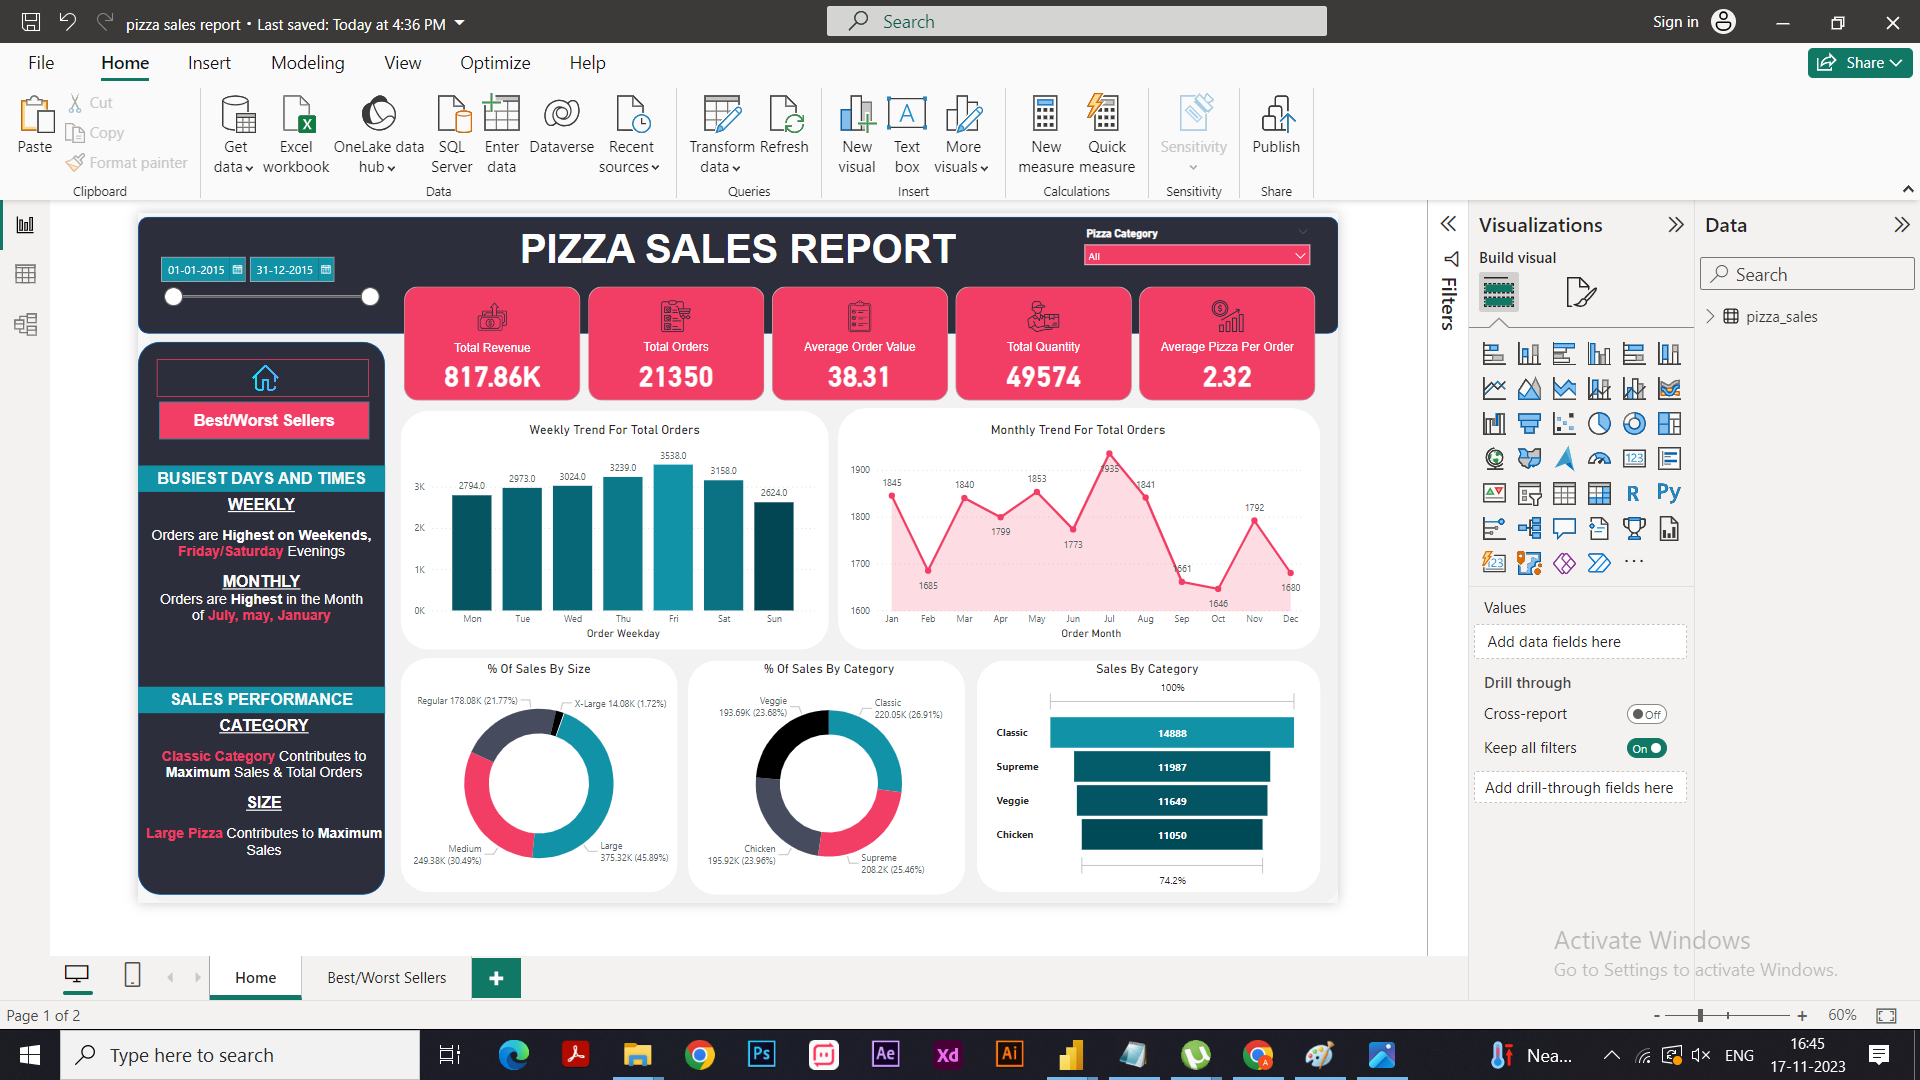 pizza sales report • Last saved: Today at 4:36 PM
Search
Sign in
File
Home
Insert
Modeling
View
Optimize
Help
Share
Paste
Cut
Copy
Format painter
Clipboard
Get data
Excel workbook
OneLake data hub
SQL Server
Enter data
Dataverse
Recent sources
Data
Transform data
Refresh
Queries
New visual
Text box
More visuals
Insert
New measure
Quick measure
Calculations
Sensitivity
Sensitivity
Publish
Share
PIZZA SALES REPORT
01-01-2015
31-12-2015
Pizza Category
All
Total Revenue
817.86K
Total Orders
21350
Average Order Value
38.31
Total Quantity
49574
Average Pizza Per Order
2.32
Best/Worst Sellers
BUSIEST DAYS AND TIMES
WEEKLY
Orders are Highest on Weekends,
Friday/Saturday Evenings
MONTHLY
Orders are Highest in the Month
of July, may, January
SALES PERFORMANCE
CATEGORY
Classic Category Contributes to
Maximum Sales & Total Orders
SIZE
Large Pizza Contributes to Maximum
Sales
Weekly Trend For Total Orders
3K
2K
1K
0K
2794.0
2973.0
3024.0
3239.0
3538.0
3158.0
2624.0
Mon
Tue
Wed
Thu
Fri
Sat
Sun
Order Weekday
Monthly Trend For Total Orders
1900
1800
1700
1600
1845
1685
1840
1799
1853
1773
1935
1841
1661
1646
1792
1680
Jan
Feb
Mar
Apr
May
Jun
Jul
Aug
Sep
Oct
Nov
Dec
Order Month
% Of Sales By Size
Regular 178.08K (21.77%)
X-Large 14.08K (1.72%)
Medium
249.38K (30.49%)
Large
375.32K (45.89%)
% Of Sales By Category
Veggie
193.69K (23.68%)
Classic
220.05K (26.91%)
Chicken
195.92K (23.96%)
Supreme
208.2K (25.46%)
Sales By Category
100%
Classic
14888
Supreme
11987
Veggie
11649
Chicken
11050
74.2%
Filters
Visualizations
Build visual
123
R
Py
123
Values
Add data fields here
Drill through
Cross-report
Off
Keep all filters
On
Add drill-through fields here
Data
Search
pizza_sales
Activate Windows
Go to Settings to activate Windows.
Home
Best/Worst Sellers
+
Page 1 of 2
- + 60%
Type here to search
Ps
Ae
Xd
Ai
Nea...
ENG
16:45
17-11-2023